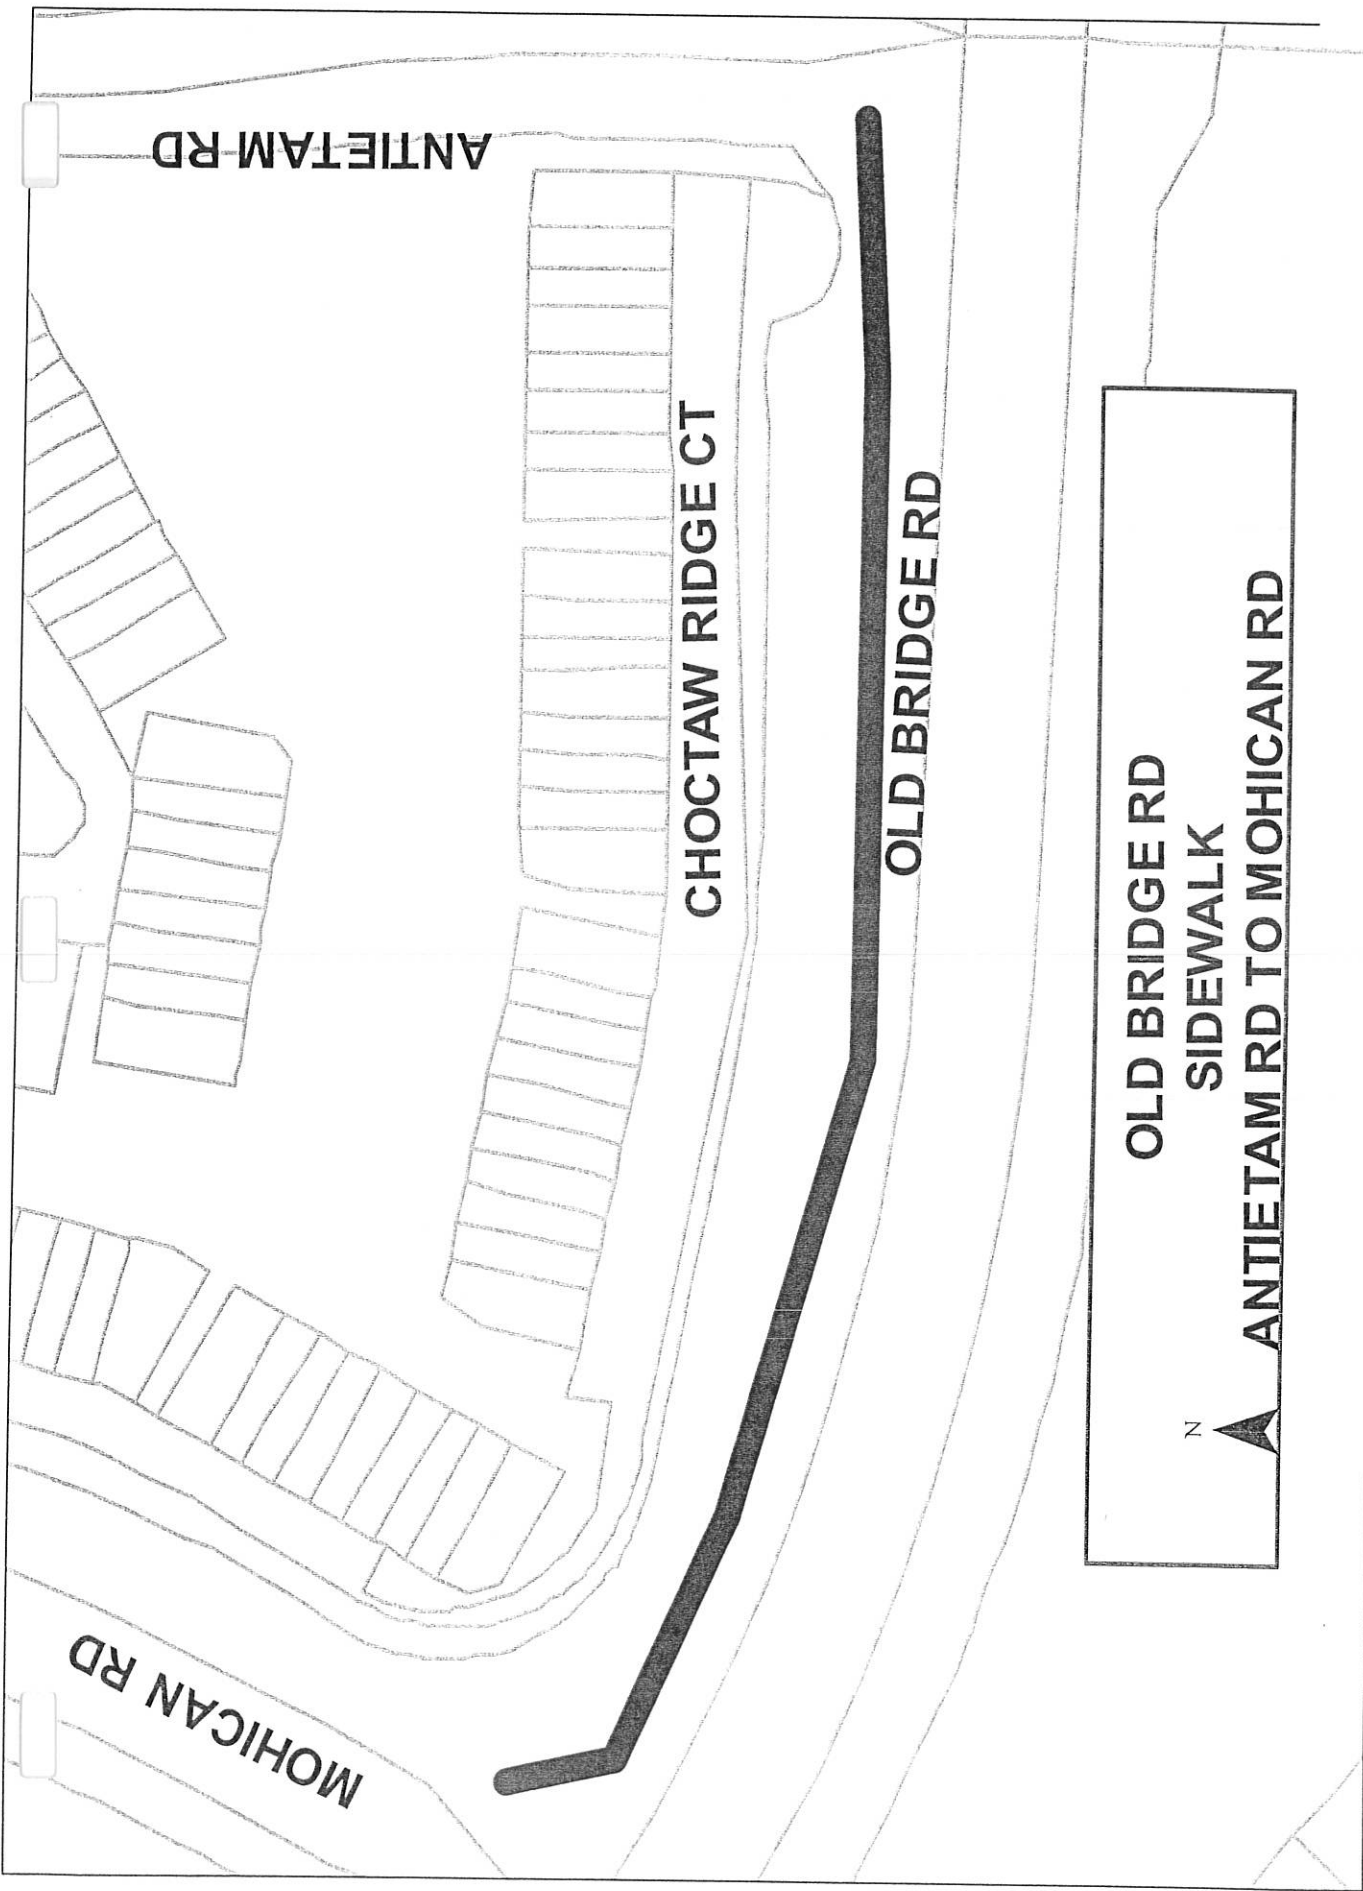 ANTIETAM RD
CHOCTAW RIDGE CT
OLD BRIDGE RD
MOHICAN RD
OLD BRIDGE RD
SIDEWALK
ANTIETAM RD TO MOHICAN RD
N